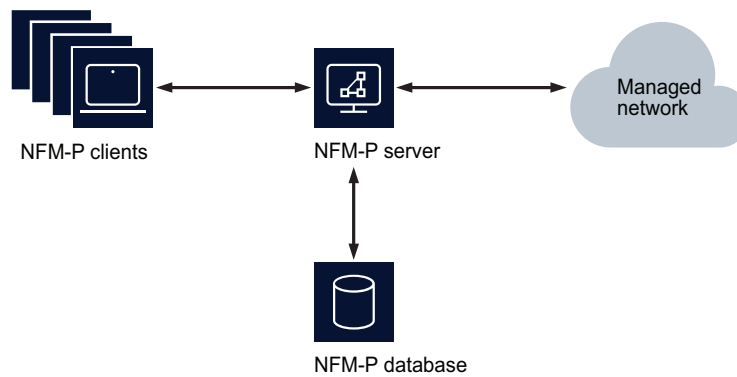 Managed
network
NFM-P clients
NFM-P server
NFM-P database